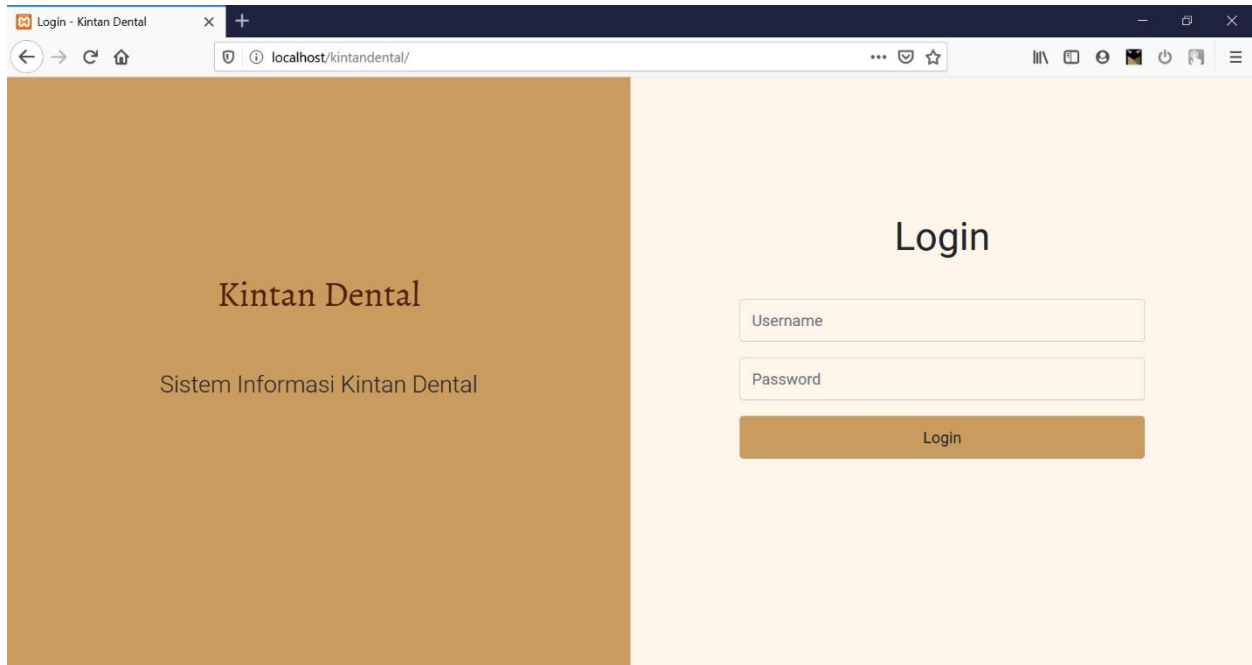 Login - Kintan Dental
localhost/kintandental/
Kintan Dental
Sistem Informasi Kintan Dental
Login
Username
Password
Login